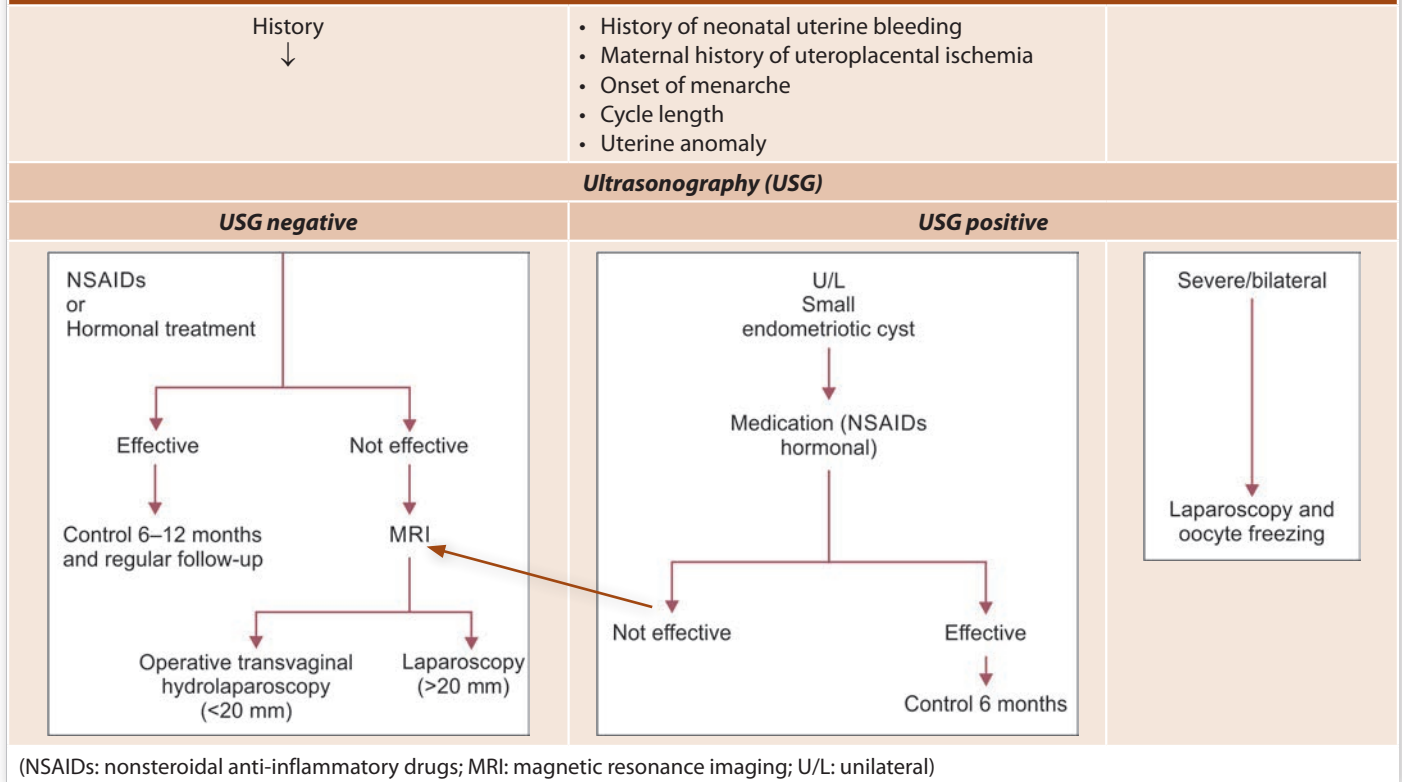 History
↓
• History of neonatal uterine bleeding
• Maternal history of uteroplacental ischemia
• Onset of menarche
• Cycle length
• Uterine anomaly
Ultrasonography (USG)
USG negative
USG positive
NSAIDs
or
Hormonal treatment
Effective
Not effective
Control 6–12 months
and regular follow-up
MRI
Operative transvaginal
hydrolaparoscopy
(<20 mm)
Laparoscopy
(>20 mm)
U/L
Small
endometriotic cyst
Medication (NSAIDs
hormonal)
Not effective
Effective
Control 6 months
Severe/bilateral
Laparoscopy and
oocyte freezing
(NSAIDs: nonsteroidal anti-inflammatory drugs; MRI: magnetic resonance imaging; U/L: unilateral)